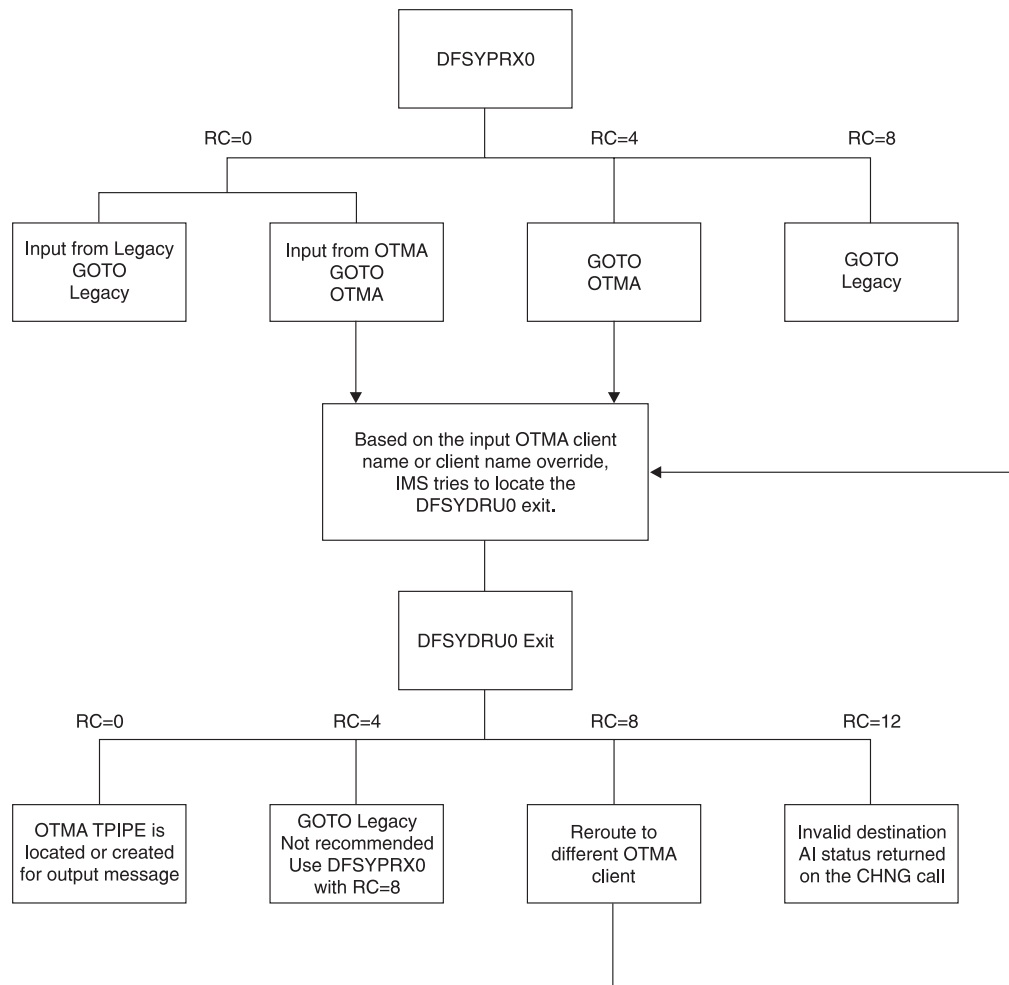 DFSYPRX0
RC=0
RC=4
RC=8
Input from Legacy
GOTO
Legacy
Input from OTMA
GOTO
OTMA
GOTO
OTMA
GOTO
Legacy
Based on the input OTMA client
name or client name override,
IMS tries to locate the
DFSYDRU0 exit.
DFSYDRU0 Exit
RC=0
RC=4
RC=8
RC=12
OTMA TPIPE is
located or created
for output message
GOTO Legacy
Not recommended
Use DFSYPRX0
with RC=8
Reroute to
different OTMA
client
Invalid destination
AI status returned
on the CHNG call